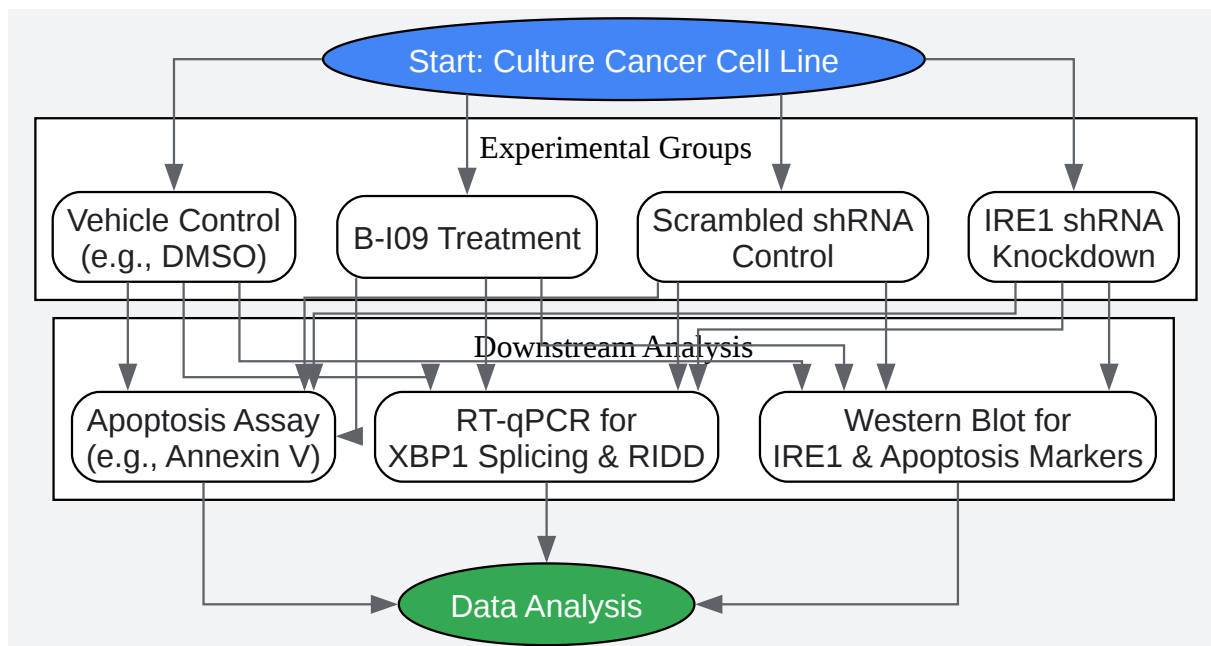 Start: Culture Cancer Cell Line
Experimental Groups
Vehicle Control
(e.g., DMSO)
B-I09 Treatment
Scrambled shRNA
Control
IRE1 shRNA
Knockdown
Downstream Analysis
Apoptosis Assay
(e.g., Annexin V)
RT-qPCR for
XBP1 Splicing & RIDD
Western Blot for
IRE1 & Apoptosis Markers
Data Analysis